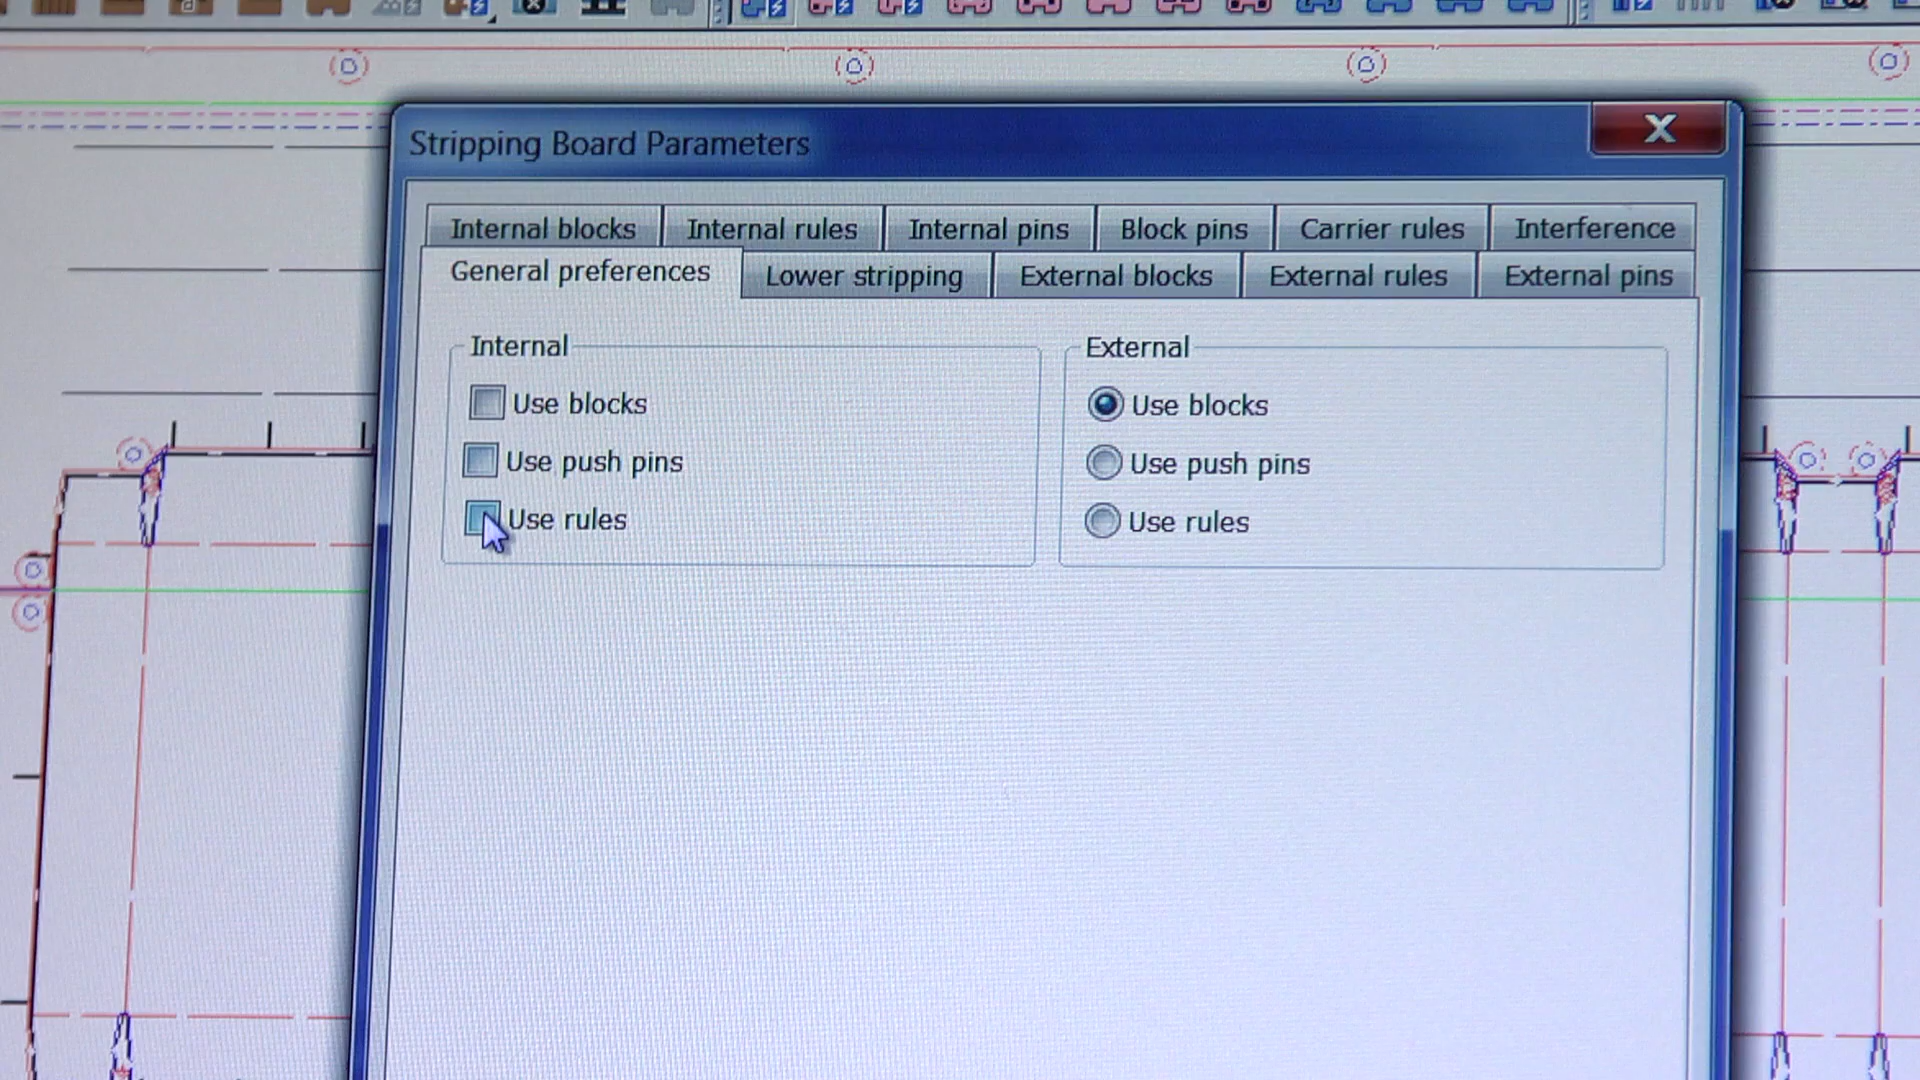 Stripping Board Parameters
X
Internal blocks
Internal rules
Internal pins
Block pins
Carrier rules
Interference
General preferences
Lower stripping
External blocks
External rules
External pins
Internal
Use blocks
Use push pins
Use rules
External
Use blocks
Use push pins
Use rules